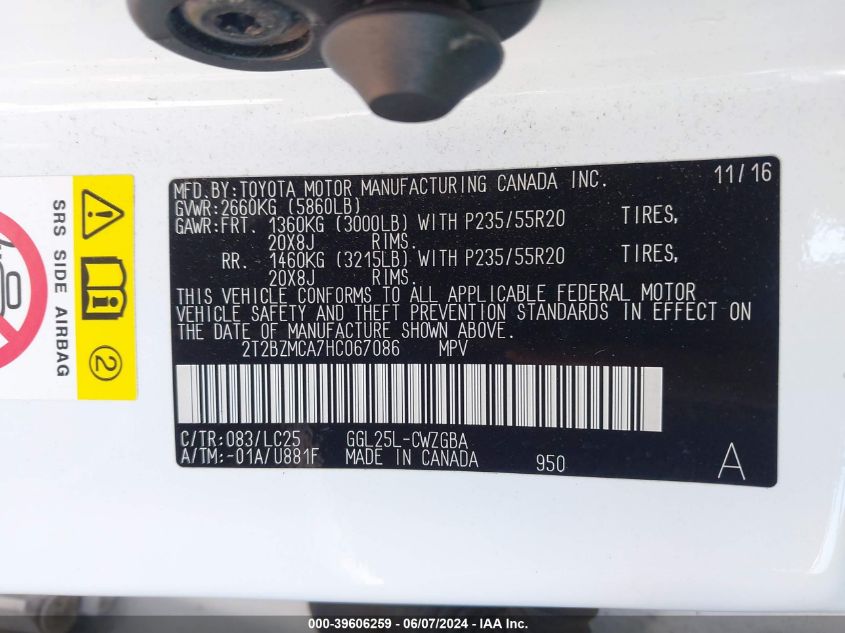 MFD.BY:TOYOTA MOTOR MANUFACTURING CANADA INC. 11/16
GVWR:2660KG (5860LB)
GAWR:FRT. 1360KG (3000LB) WITH P235/55R20 TIRES,
20X8J RIMS.
RR. 1460KG (3215LB) WITH P235/55R20 TIRES,
20X8J RIMS.
THIS VEHICLE CONFORMS TO ALL APPLICABLE FEDERAL MOTOR
VEHICLE SAFETY AND THEFT PREVENTION STANDARDS IN EFFECT ON
THE DATE OF MANUFACTURE SHOWN ABOVE.
2T2BZMCA7HC067086 MPV
C/TR:083/LC25 GGL25L-CWZGBA
A/TM:-01A/U881F MADE IN CANADA 950 A
SRS SIDE AIRBAG
2
000-39606259 - 06/07/2024 - IAA Inc.